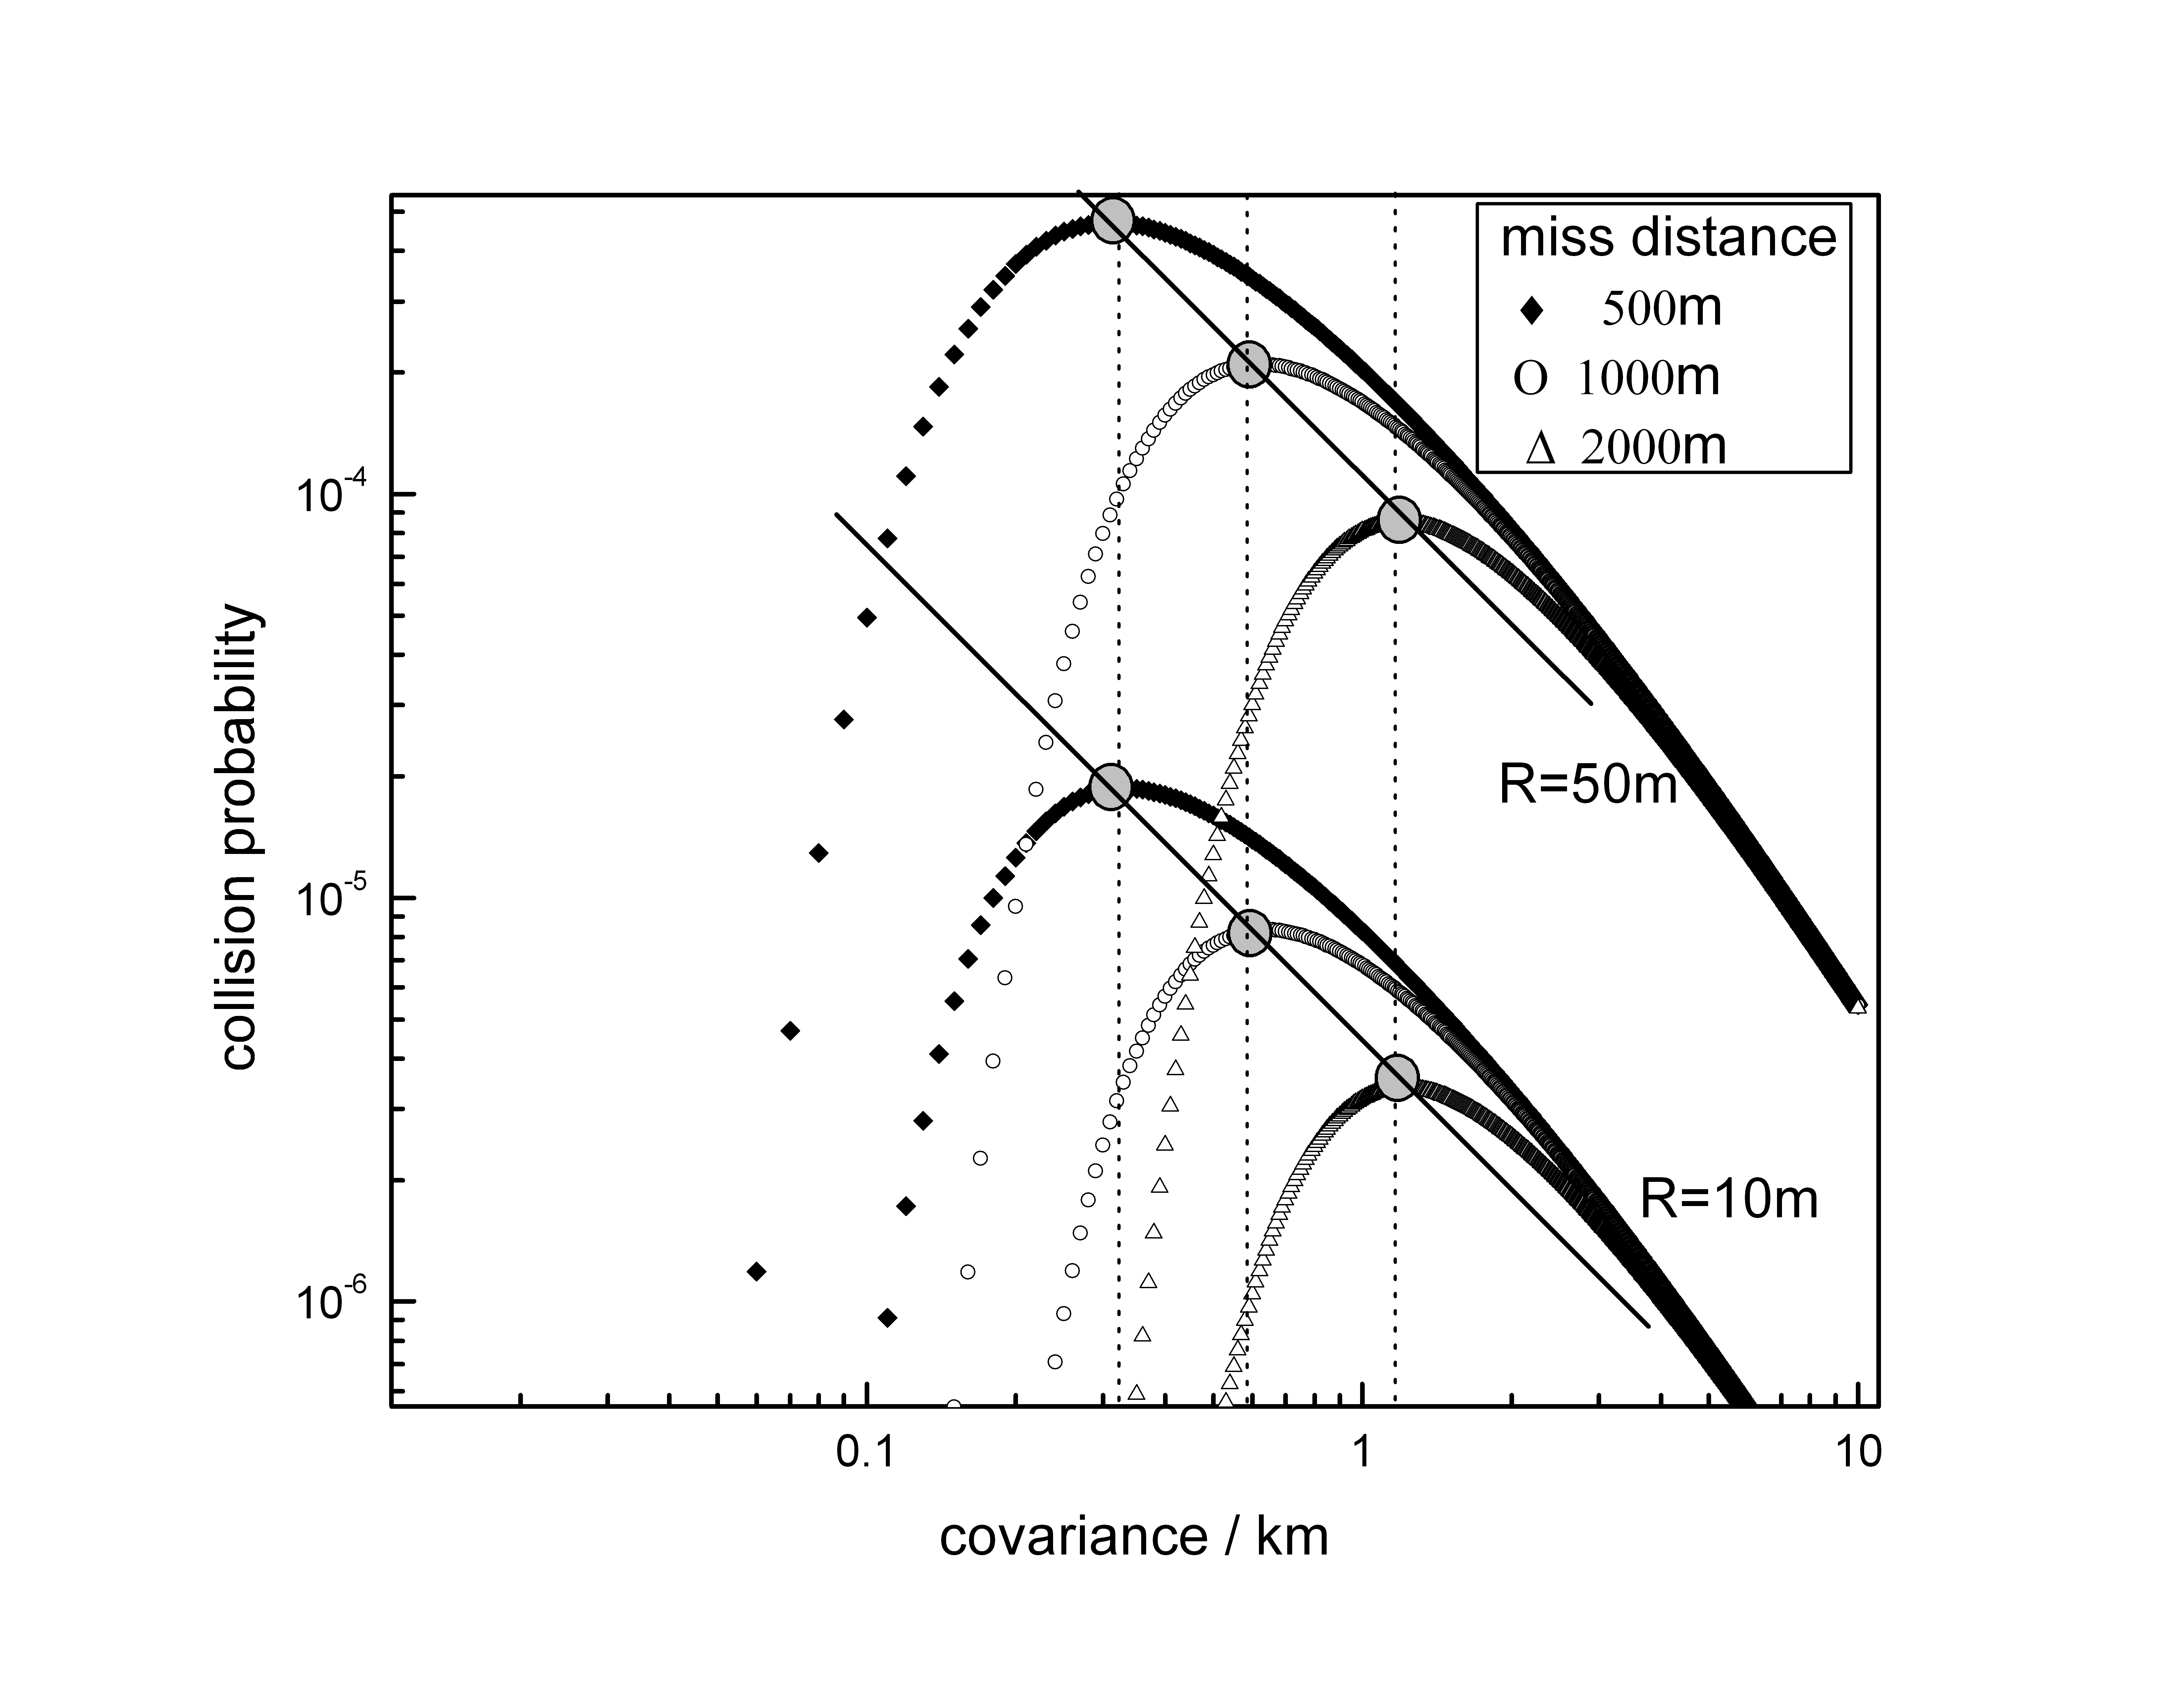 miss distance
500m
1000m
2000m
10-4
10-5
10-6
collision probability
R=50m
R=10m
0.1
1
10
covariance / km